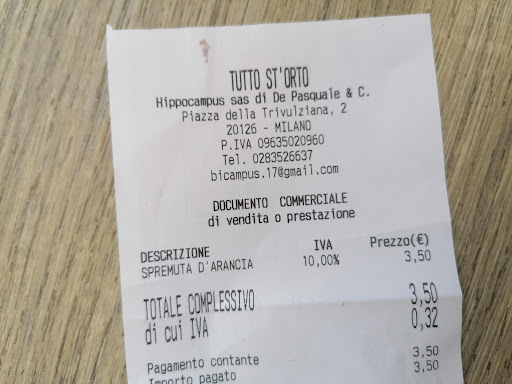 TUTTO ST'ORTO
Hippocampus sas di De Pasquale & C.
Piazza della Trivulziana, 2
20126 - MILANO
P.IVA 09635020960
Tel. 0283526637
bicampus.17@gmail.com
DOCUMENTO COMMERCIALE
di vendita o prestazione
DESCRIZIONE IVA Prezzo(€)
SPREMUTA D'ARANCIA 10,00% 3,50
TOTALE COMPLESSIVO 3,50
di cui IVA 0,32
Pagamento contante 3,50
Importo pagato 3,50